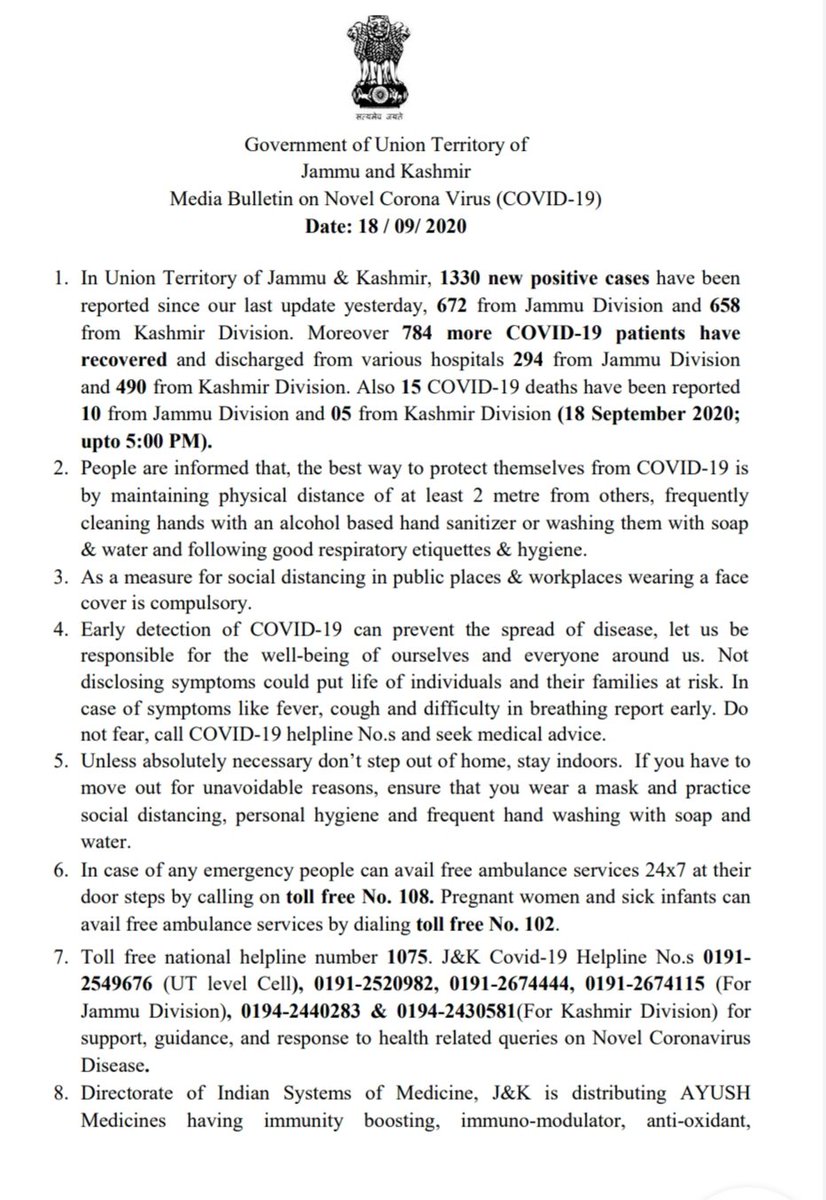 सत्यमेव जयते
Government of Union Territory of
Jammu and Kashmir
Media Bulletin on Novel Corona Virus (COVID-19)
Date: 18 / 09/ 2020
1. In Union Territory of Jammu & Kashmir, 1330 new positive cases have been
reported since our last update yesterday, 672 from Jammu Division and 658
from Kashmir Division. Moreover 784 more COVID-19 patients have
recovered and discharged from various hospitals 294 from Jammu Division
and 490 from Kashmir Division. Also 15 COVID-19 deaths have been reported
10 from Jammu Division and 05 from Kashmir Division (18 September 2020;
upto 5:00 PM).
2. People are informed that, the best way to protect themselves from COVID-19 is
by maintaining physical distance of at least 2 metre from others, frequently
cleaning hands with an alcohol based hand sanitizer or washing them with soap
& water and following good respiratory etiquettes & hygiene.
3. As a measure for social distancing in public places & workplaces wearing a face
cover is compulsory.
4. Early detection of COVID-19 can prevent the spread of disease, let us be
responsible for the well-being of ourselves and everyone around us. Not
disclosing symptoms could put life of individuals and their families at risk. In
case of symptoms like fever, cough and difficulty in breathing report early. Do
not fear, call COVID-19 helpline No.s and seek medical advice.
5. Unless absolutely necessary don’t step out of home, stay indoors. If you have to
move out for unavoidable reasons, ensure that you wear a mask and practice
social distancing, personal hygiene and frequent hand washing with soap and
water.
6. In case of any emergency people can avail free ambulance services 24x7 at their
door steps by calling on toll free No. 108. Pregnant women and sick infants can
avail free ambulance services by dialing toll free No. 102.
7. Toll free national helpline number 1075. J&K Covid-19 Helpline No.s 0191-
2549676 (UT level Cell), 0191-2520982, 0191-2674444, 0191-2674115 (For
Jammu Division), 0194-2440283 & 0194-2430581(For Kashmir Division) for
support, guidance, and response to health related queries on Novel Coronavirus
Disease.
8. Directorate of Indian Systems of Medicine, J&K is distributing AYUSH
Medicines having immunity boosting, immuno-modulator, anti-oxidant,